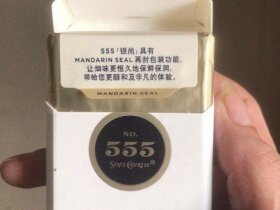 555 银尚：具有
MANDARIN SEAL 再封包装功能，
让烟味更恒久地保鲜保润，
带给您更醇和及非凡的体验。
MANDARIN SEAL
NO.
555
STATE EXPRESS®